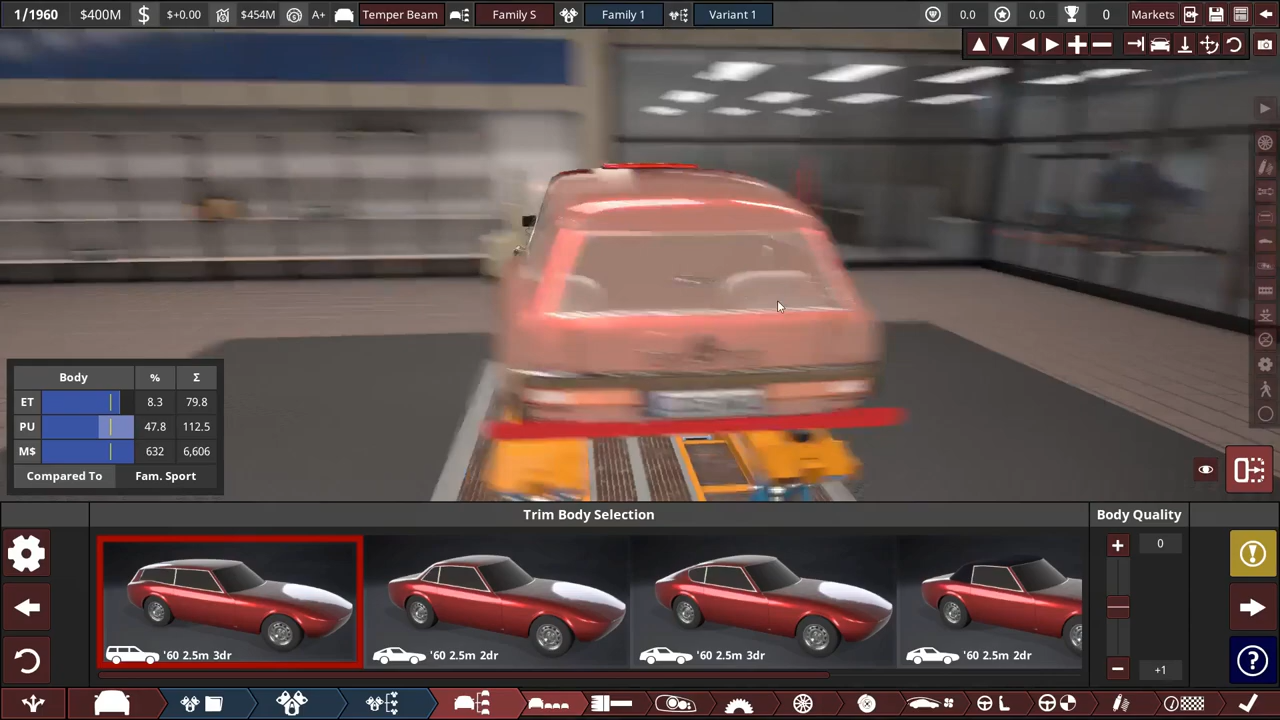 1/1960 $400M $ $+0.00 $454M A+ Temper Beam Family S Family 1 Variant 1 0.0 0.0 0 Markets
Body % Σ
ET 8.3 79.8
PU 47.8 112.5
M$ 632 6,606
Compared To Fam. Sport
Trim Body Selection
Body Quality
+ 0
'60 2.5m 3dr '60 2.5m 2dr '60 2.5m 3dr '60 2.5m 2dr
- +1